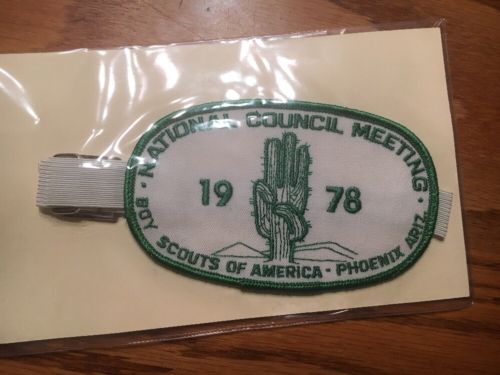 · NATIONAL COUNCIL MEETING ·
19 78
BOY SCOUTS OF AMERICA · PHOENIX ARIZ.